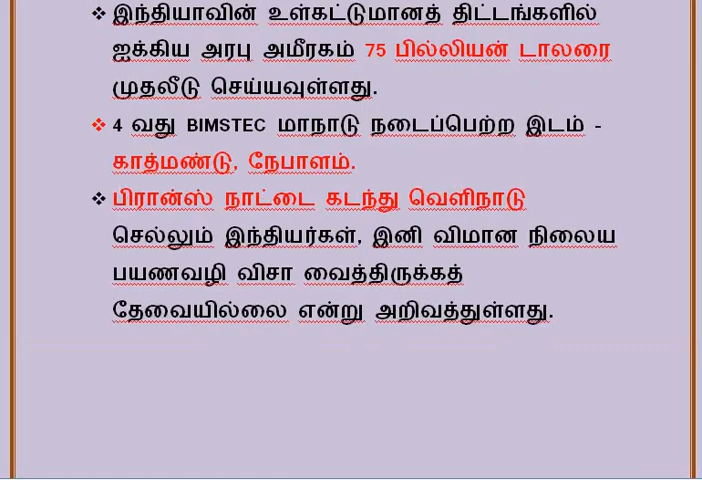 ❖ இந்தியாவின் உள்கட்டுமானத் திட்டங்களில்
ஐக்கிய அரபு அமீரகம் 75 பில்லியன் டாலரை
முதலீடு செய்யவுள்ளது.
❖ 4 வது BIMSTEC மாநாடு நடைப்பெற்ற இடம் -
காத்மண்டு, நேபாளம்.
❖ பிரான்ஸ் நாட்டை கடந்து வெளிநாடு
செல்லும் இந்தியர்கள், இனி விமான நிலைய
பயணவழி விசா வைத்திருக்கத்
தேவையில்லை என்று அறிவத்துள்ளது.